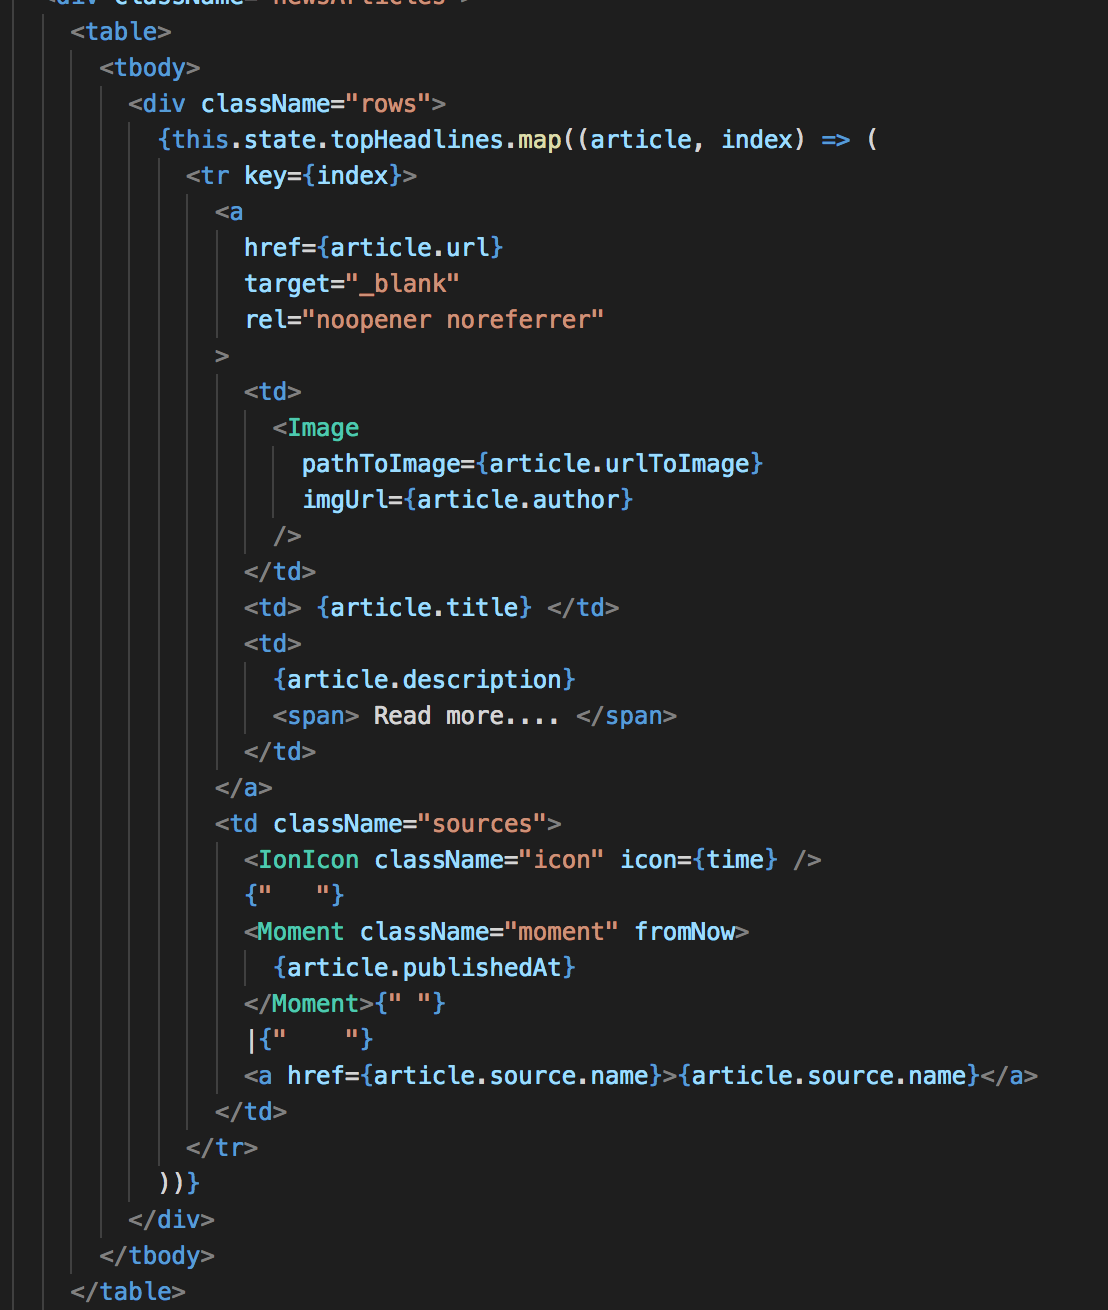 <div className="newsArticles">
<table>
<tbody>
<div className="rows">
{this.state.topHeadlines.map((article, index) => (
<tr key={index}>
<a
href={article.url}
target="_blank"
rel="noopener noreferrer"
>
<td>
<Image
pathToImage={article.urlToImage}
imgUrl={article.author}
/>
</td>
<td> {article.title} </td>
<td>
{article.description}
<span> Read more.... </span>
</td>
</a>
<td className="sources">
<IonIcon className="icon" icon={time} />
{"   "}
<Moment className="moment" fromNow>
{article.publishedAt}
</Moment>{" "}
|{"    "}
<a href={article.source.name}>{article.source.name}</a>
</td>
</tr>
))}
</div>
</tbody>
</table>